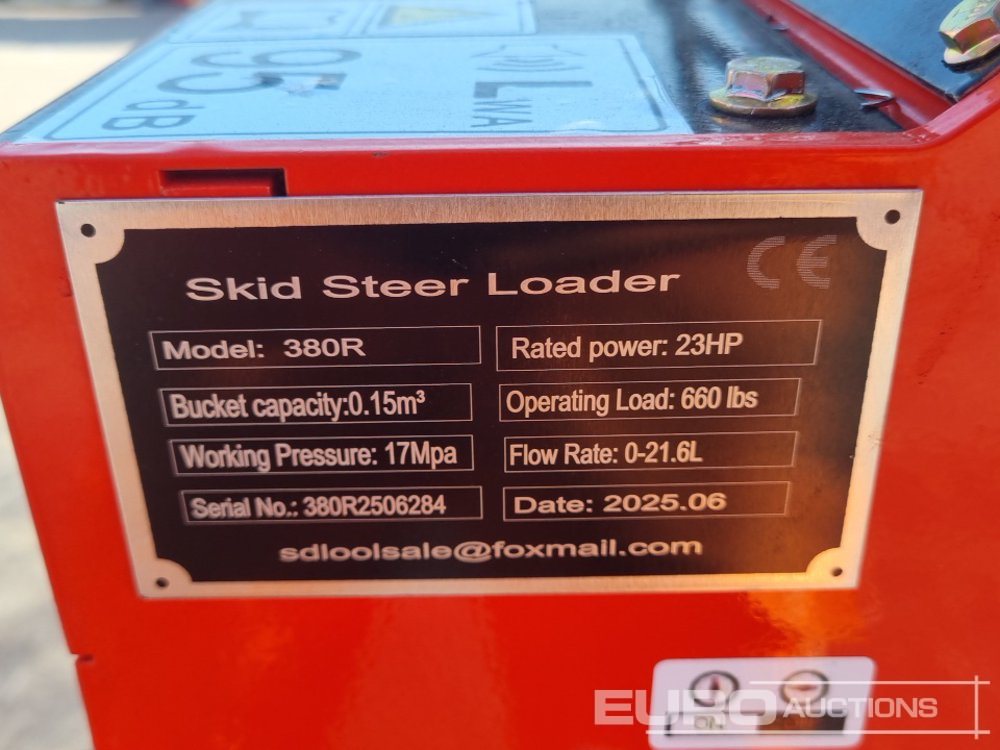 95 dB
LWA
Skid Steer Loader
CE
Model: 380R
Rated power: 23HP
Bucket capacity:0.15m³
Operating Load: 660 lbs
Working Pressure: 17Mpa
Flow Rate: 0-21.6L
Serial No.: 380R2506284
Date: 2025.06
sdloolsale@foxmail.com
ON
EURO AUCTIONS